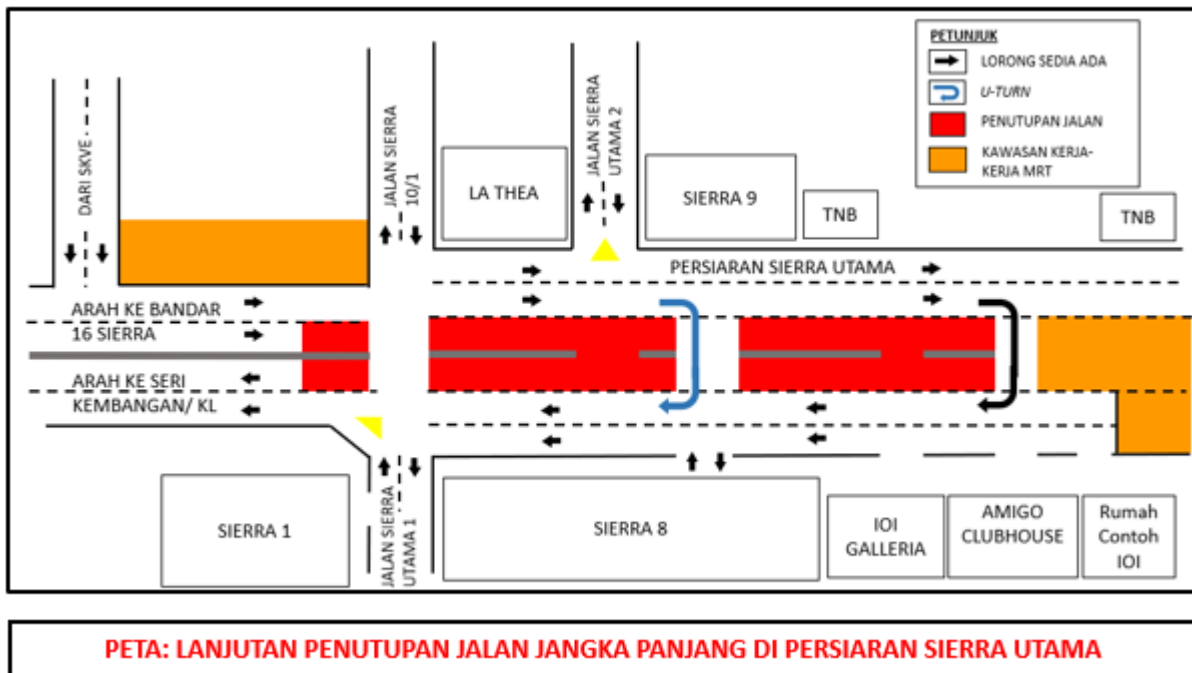 PETUNJUK
LORONG SEDIA ADA
U-TURN
PENUTUPAN JALAN
KAWASAN KERJA-
KERJA MRT
DARI SKVE
JALAN SIERRA
10/1
LA THEA
JALAN SIERRA
UTAMA 2
SIERRA 9
TNB
TNB
PERSIARAN SIERRA UTAMA
ARAH KE BANDAR
16 SIERRA
ARAH KE SERI
KEMBANGAN/ KL
SIERRA 1
JALAN SIERRA
UTAMA 1
SIERRA 8
IOI
GALLERIA
AMIGO
CLUBHOUSE
Rumah
Contoh
IOI
PETA: LANJUTAN PENUTUPAN JALAN JANGKA PANJANG DI PERSIARAN SIERRA UTAMA